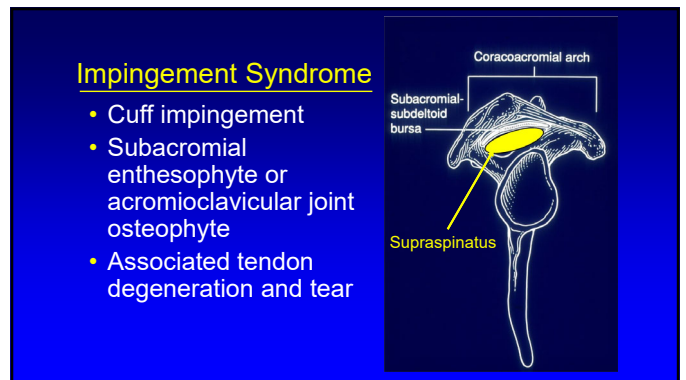 Impingement Syndrome
• Cuff impingement
• Subacromial
enthesophyte or
acromioclavicular joint
osteophyte
• Associated tendon
degeneration and tear
Coracoacromial arch
Subacromial-
subdeltoid
bursa
Supraspinatus